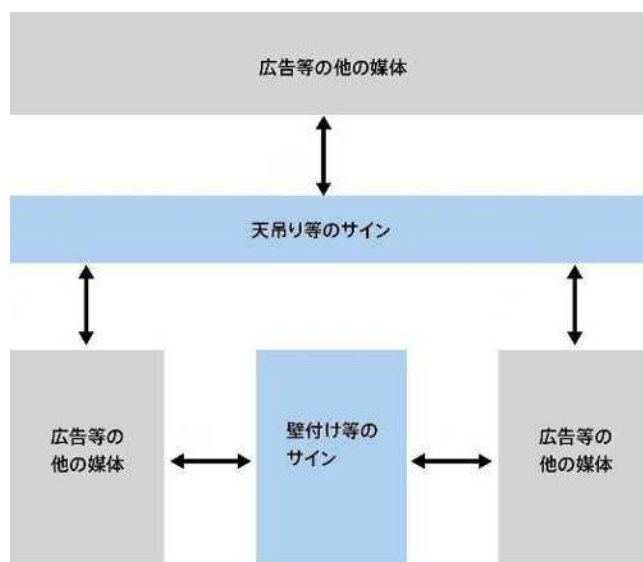 広告等の他の媒体
天吊り等のサイン
広告等の
他の媒体
壁付け等の
サイン
広告等の
他の媒体